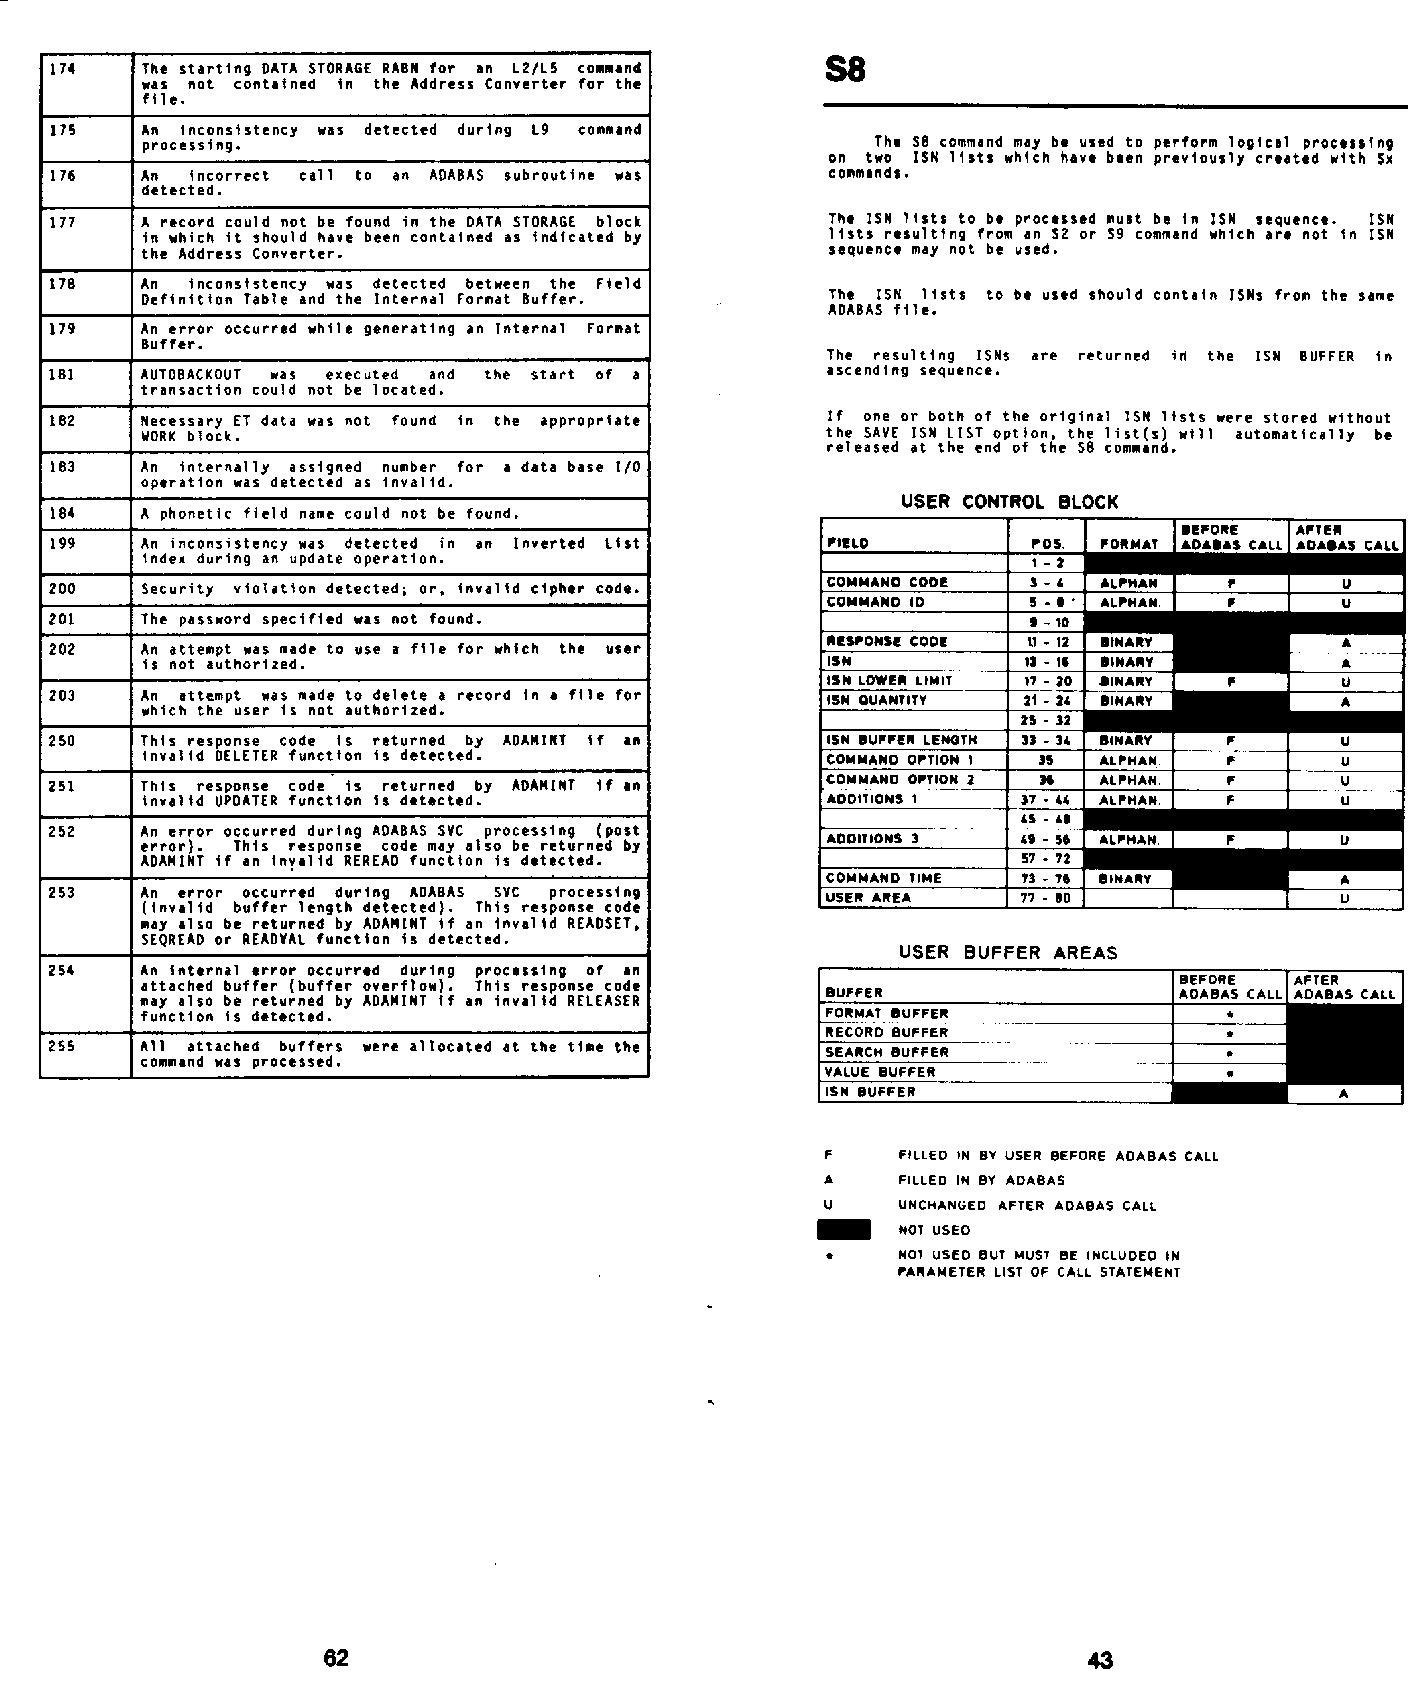 174 The starting DATA STORAGE RABN for an L2/L5 command
was not contained in the Address Converter for the
file.
175 An inconsistency was detected during L9 command
processing.
176 An incorrect call to an ADABAS subroutine was
detected.
177 A record could not be found in the DATA STORAGE block
in which it should have been contained as indicated by
the Address Converter.
178 An inconsistency was detected between the Field
Definition Table and the Internal Format Buffer.
179 An error occurred while generating an Internal Format
Buffer.
181 AUTOBACKOUT was executed and the start of a
transaction could not be located.
182 Necessary ET data was not found in the appropriate
WORK block.
183 An internally assigned number for a data base I/O
operation was detected as invalid.
184 A phonetic field name could not be found.
199 An inconsistency was detected in an Inverted List
index during an update operation.
200 Security violation detected; or, invalid cipher code.
201 The password specified was not found.
202 An attempt was made to use a file for which the user
is not authorized.
203 An attempt was made to delete a record in a file for
which the user is not authorized.
250 This response code is returned by ADAMINT if an
invalid DELETER function is detected.
251 This response code is returned by ADAMINT if an
invalid UPDATER function is detected.
252 An error occurred during ADABAS SVC processing (post
error). This response code may also be returned by
ADAMINT if an invalid REREAD function is detected.
253 An error occurred during ADABAS SVC processing
(invalid buffer length detected). This response code
may also be returned by ADAMINT if an invalid READSET,
SEQREAD or READVAL function is detected.
254 An internal error occurred during processing of an
attached buffer (buffer overflow). This response code
may also be returned by ADAMINT if an invalid RELEASER
function is detected.
255 All attached buffers were allocated at the time the
command was processed.
62
S8
The S8 command may be used to perform logical processing
on two ISN lists which have been previously created with Sx
commands.
The ISN lists to be processed must be in ISN sequence. ISN
lists resulting from an S2 or S9 command which are not in ISN
sequence may not be used.
The ISN lists to be used should contain ISNs from the same
ADABAS file.
The resulting ISNs are returned in the ISN BUFFER in
ascending sequence.
If one or both of the original ISN lists were stored without
the SAVE ISN LIST option, the list(s) will automatically be
released at the end of the S8 command.
USER CONTROL BLOCK
FIELD POS. FORMAT BEFORE ADABAS CALL AFTER ADABAS CALL
1 - 2
COMMAND CODE 3 - 4 ALPHAN F U
COMMAND ID 5 - 8 ALPHAN. F U
9 - 10
RESPONSE CODE 11 - 12 BINARY A
ISN 13 - 16 BINARY A
ISN LOWER LIMIT 17 - 20 BINARY F U
ISN QUANTITY 21 - 24 BINARY A
25 - 32
ISN BUFFER LENGTH 33 - 34 BINARY F U
COMMAND OPTION 1 35 ALPHAN. F U
COMMAND OPTION 2 36 ALPHAN. F U
ADDITIONS 1 37 - 44 ALPHAN. F U
45 - 48
ADDITIONS 3 49 - 56 ALPHAN. F U
57 - 72
COMMAND TIME 73 - 76 BINARY A
USER AREA 77 - 80 U
USER BUFFER AREAS
BUFFER BEFORE ADABAS CALL AFTER ADABAS CALL
FORMAT BUFFER *
RECORD BUFFER *
SEARCH BUFFER *
VALUE BUFFER *
ISN BUFFER A
F FILLED IN BY USER BEFORE ADABAS CALL
A FILLED IN BY ADABAS
U UNCHANGED AFTER ADABAS CALL
NOT USED
* NOT USED BUT MUST BE INCLUDED IN
PARAMETER LIST OF CALL STATEMENT
43